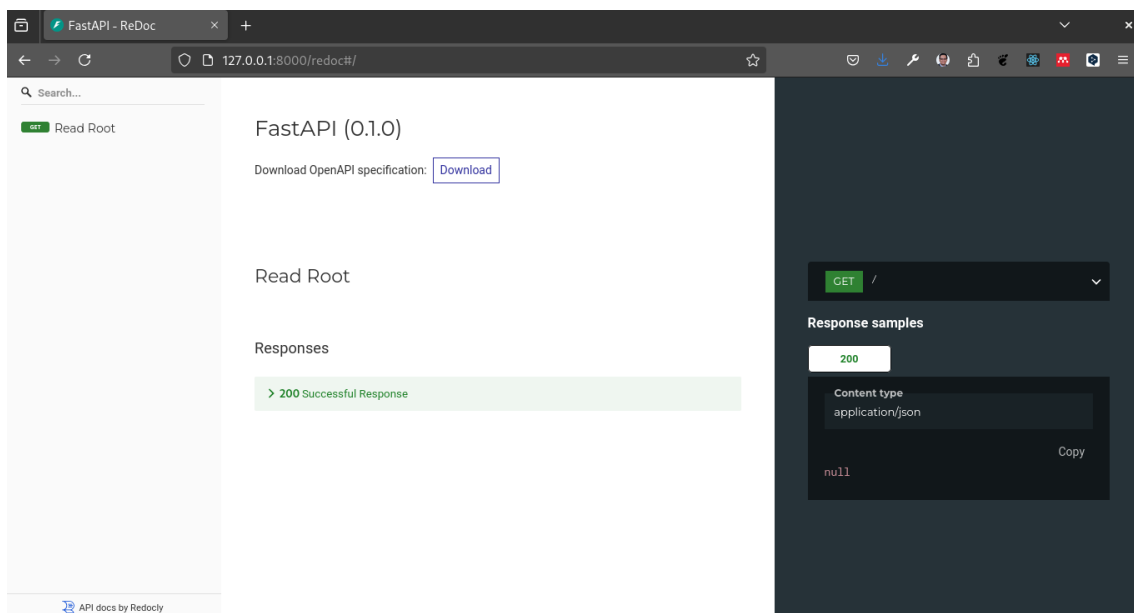 FastAPI - ReDoc
127.0.0.1:8000/redoc#/
Search...
GET Read Root
API docs by Redocly
FastAPI (0.1.0)
Download OpenAPI specification: Download
Read Root
Responses
200 Successful Response
GET /
Response samples
200
Content type
application/json
Copy
null